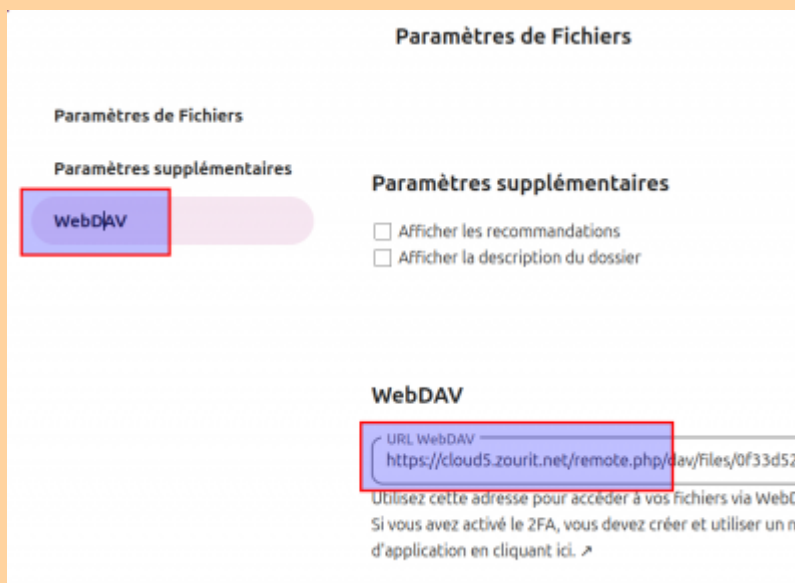 Paramètres de Fichiers
Paramètres de Fichiers
Paramètres supplémentaires
WebDAV
Paramètres supplémentaires
Afficher les recommandations
Afficher la description du dossier
WebDAV
URL WebDAV
https://cloud5.zourit.net/remote.php/dav/files/0f33d52
Utilisez cette adresse pour accéder à vos fichiers via WebD
Si vous avez activé le 2FA, vous devez créer et utiliser un n
d'application en cliquant ici. ↗